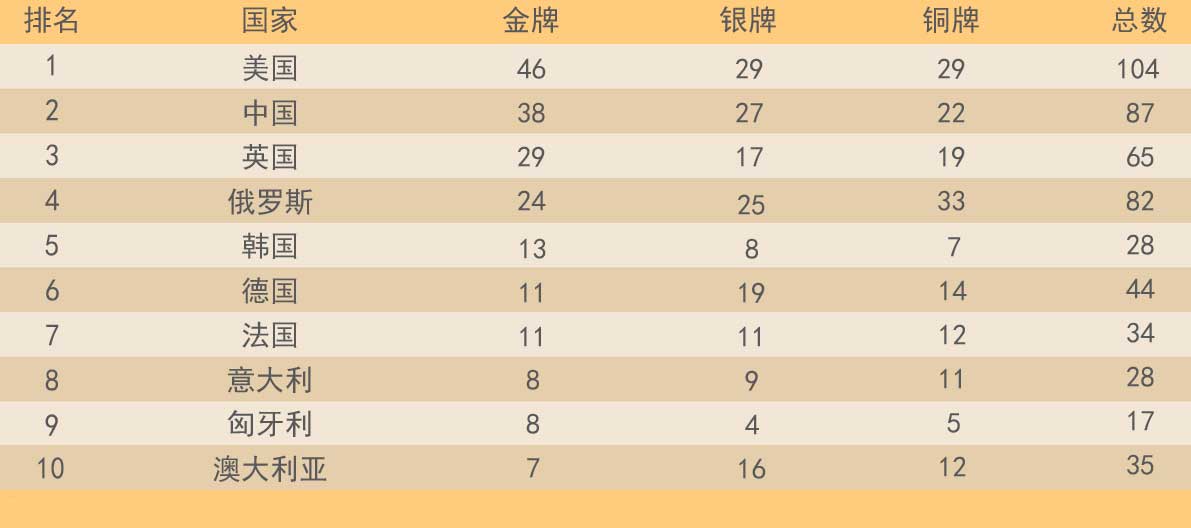 排名 国家 金牌 银牌 铜牌 总数
1 美国 46 29 29 104
2 中国 38 27 22 87
3 英国 29 17 19 65
4 俄罗斯 24 25 33 82
5 韩国 13 8 7 28
6 德国 11 19 14 44
7 法国 11 11 12 34
8 意大利 8 9 11 28
9 匈牙利 8 4 5 17
10 澳大利亚 7 16 12 35